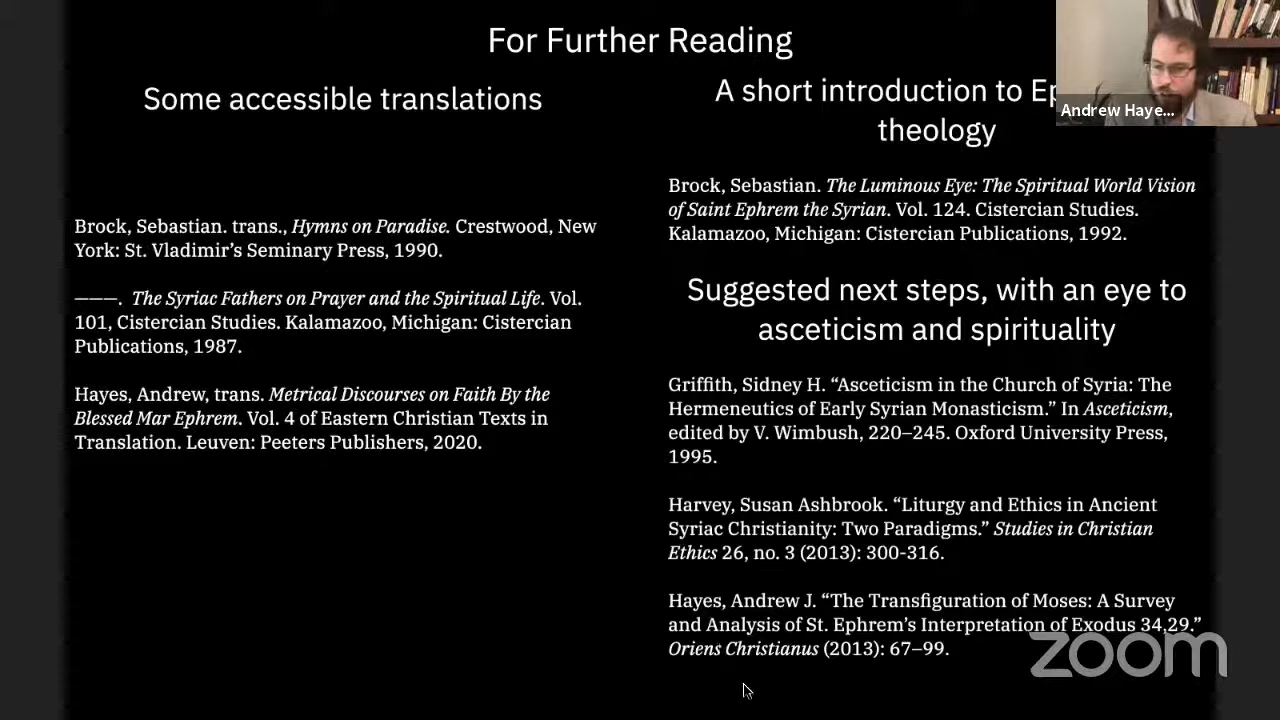 For Further Reading
Some accessible translations
Brock, Sebastian. trans., Hymns on Paradise. Crestwood, New
York: St. Vladimir’s Seminary Press, 1990.
———. The Syriac Fathers on Prayer and the Spiritual Life. Vol.
101, Cistercian Studies. Kalamazoo, Michigan: Cistercian
Publications, 1987.
Hayes, Andrew, trans. Metrical Discourses on Faith By the
Blessed Mar Ephrem. Vol. 4 of Eastern Christian Texts in
Translation. Leuven: Peeters Publishers, 2020.
A short introduction to Ep
theology
Brock, Sebastian. The Luminous Eye: The Spiritual World Vision
of Saint Ephrem the Syrian. Vol. 124. Cistercian Studies.
Kalamazoo, Michigan: Cistercian Publications, 1992.
Suggested next steps, with an eye to
asceticism and spirituality
Griffith, Sidney H. “Asceticism in the Church of Syria: The
Hermeneutics of Early Syrian Monasticism.” In Asceticism,
edited by V. Wimbush, 220–245. Oxford University Press,
1995.
Harvey, Susan Ashbrook. “Liturgy and Ethics in Ancient
Syriac Christianity: Two Paradigms.” Studies in Christian
Ethics 26, no. 3 (2013): 300-316.
Hayes, Andrew J. “The Transfiguration of Moses: A Survey
and Analysis of St. Ephrem’s Interpretation of Exodus 34,29.”
Oriens Christianus (2013): 67–99.
Andrew Haye...
zoom